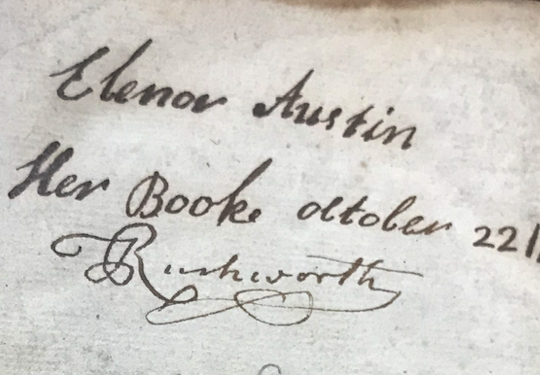 Elenor Austin
Her Booke october 22
Rushworth